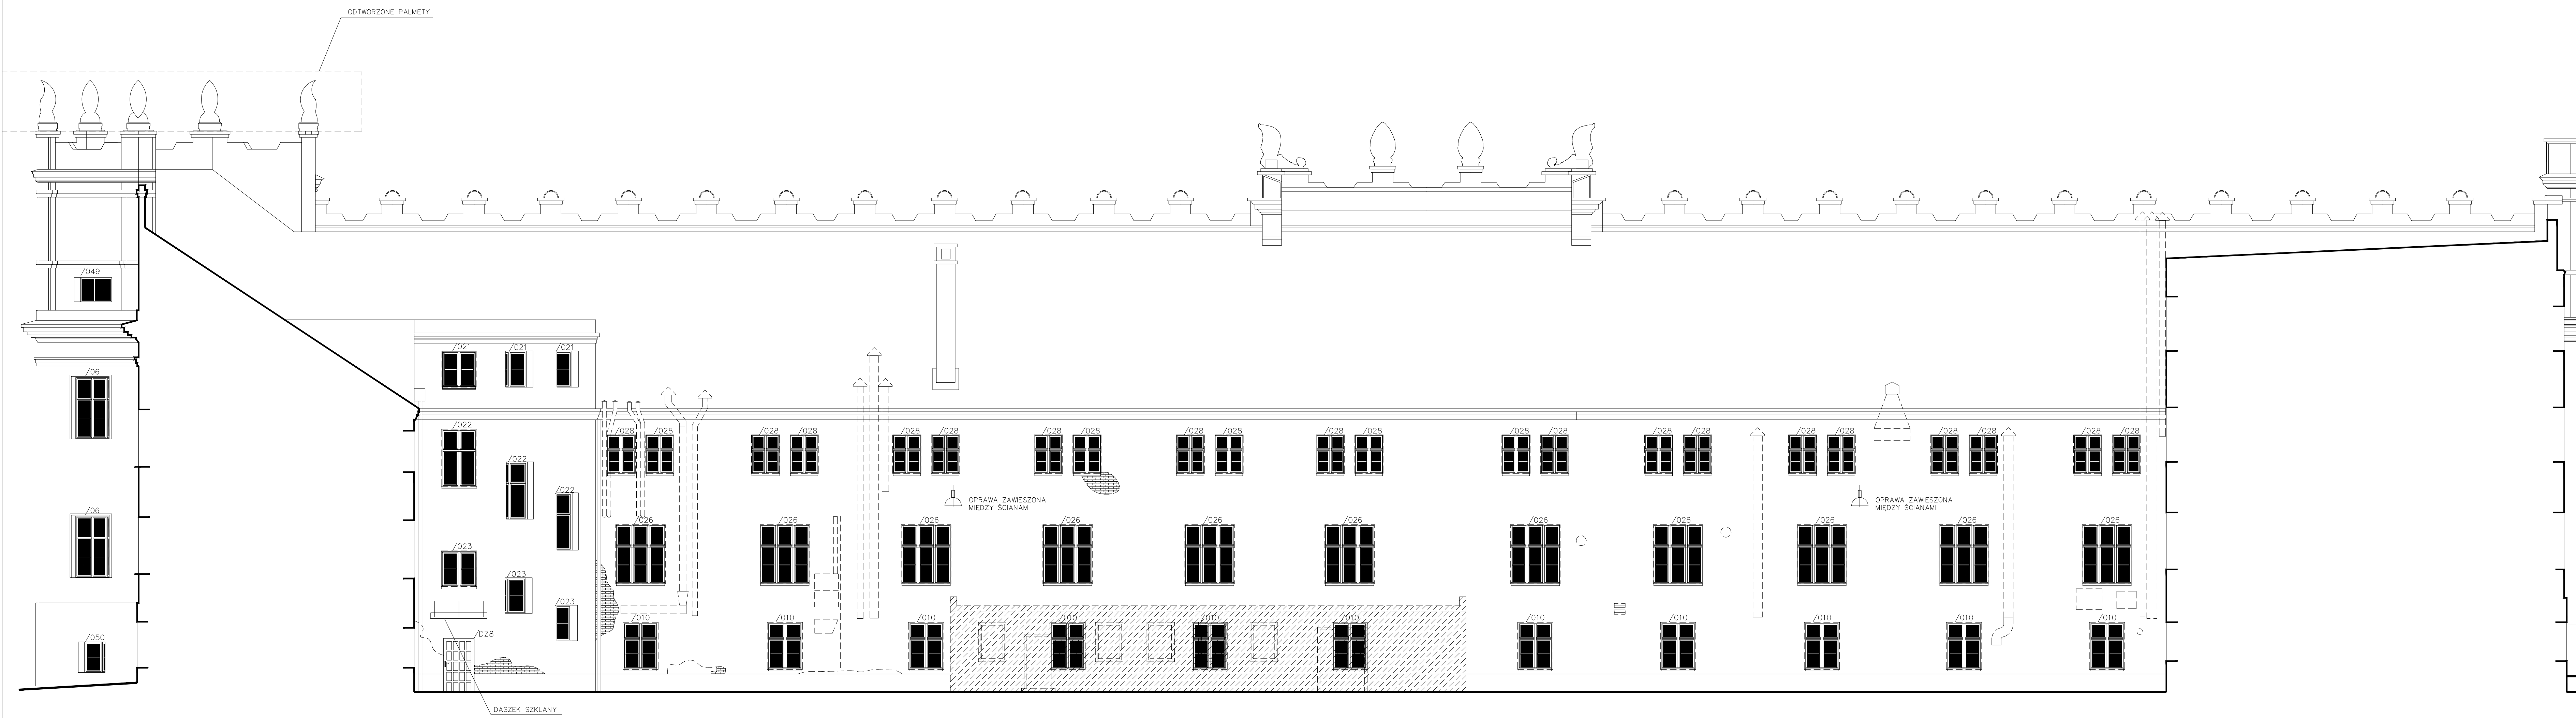 ODTWORZONE PALMETY
/049
/021 /021 /021
/06
/022
/028 /028 /028 /028 /028 /028 /028 /028 /028 /028 /028 /028 /028 /028 /028 /028 /028 /028 /028 /028 /028 /028
/022
/022
OPRAWA ZAWIESZONA
MIĘDZY ŚCIANAMI
OPRAWA ZAWIESZONA
MIĘDZY ŚCIANAMI
/06
/026 /026 /026 /026 /026 /026 /026 /026 /026 /026 /026
/023
/023
/023
/010 /010 /010 /010 /010 /010 /010 /010 /010 /010 /010
/050
/DZ8
DASZEK SZKLANY